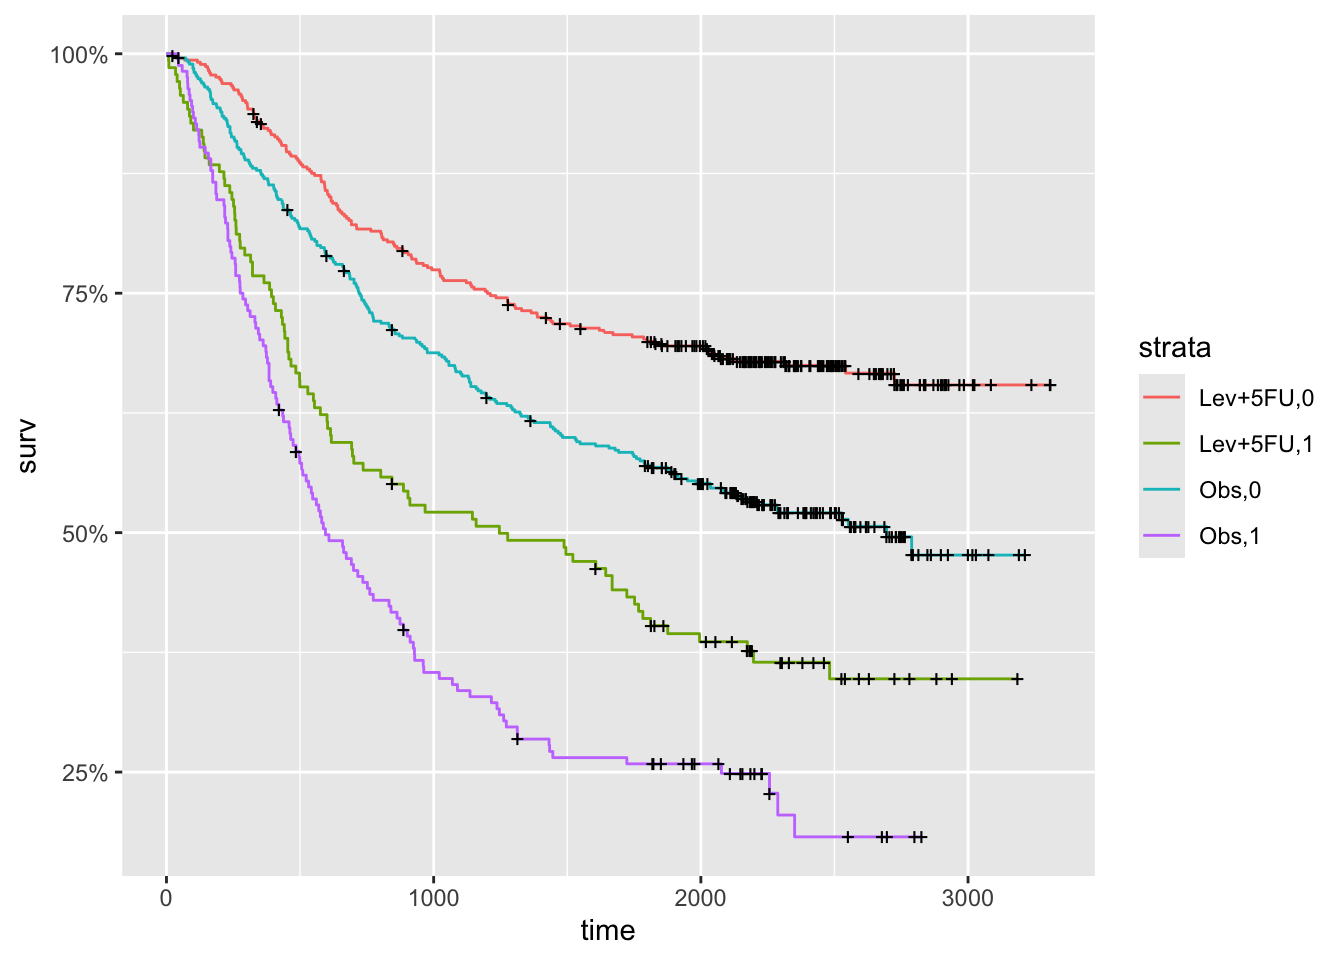 100%
75%
50%
25%
surv
0
1000
2000
3000
time
strata
Lev+5FU,0
Lev+5FU,1
Obs,0
Obs,1